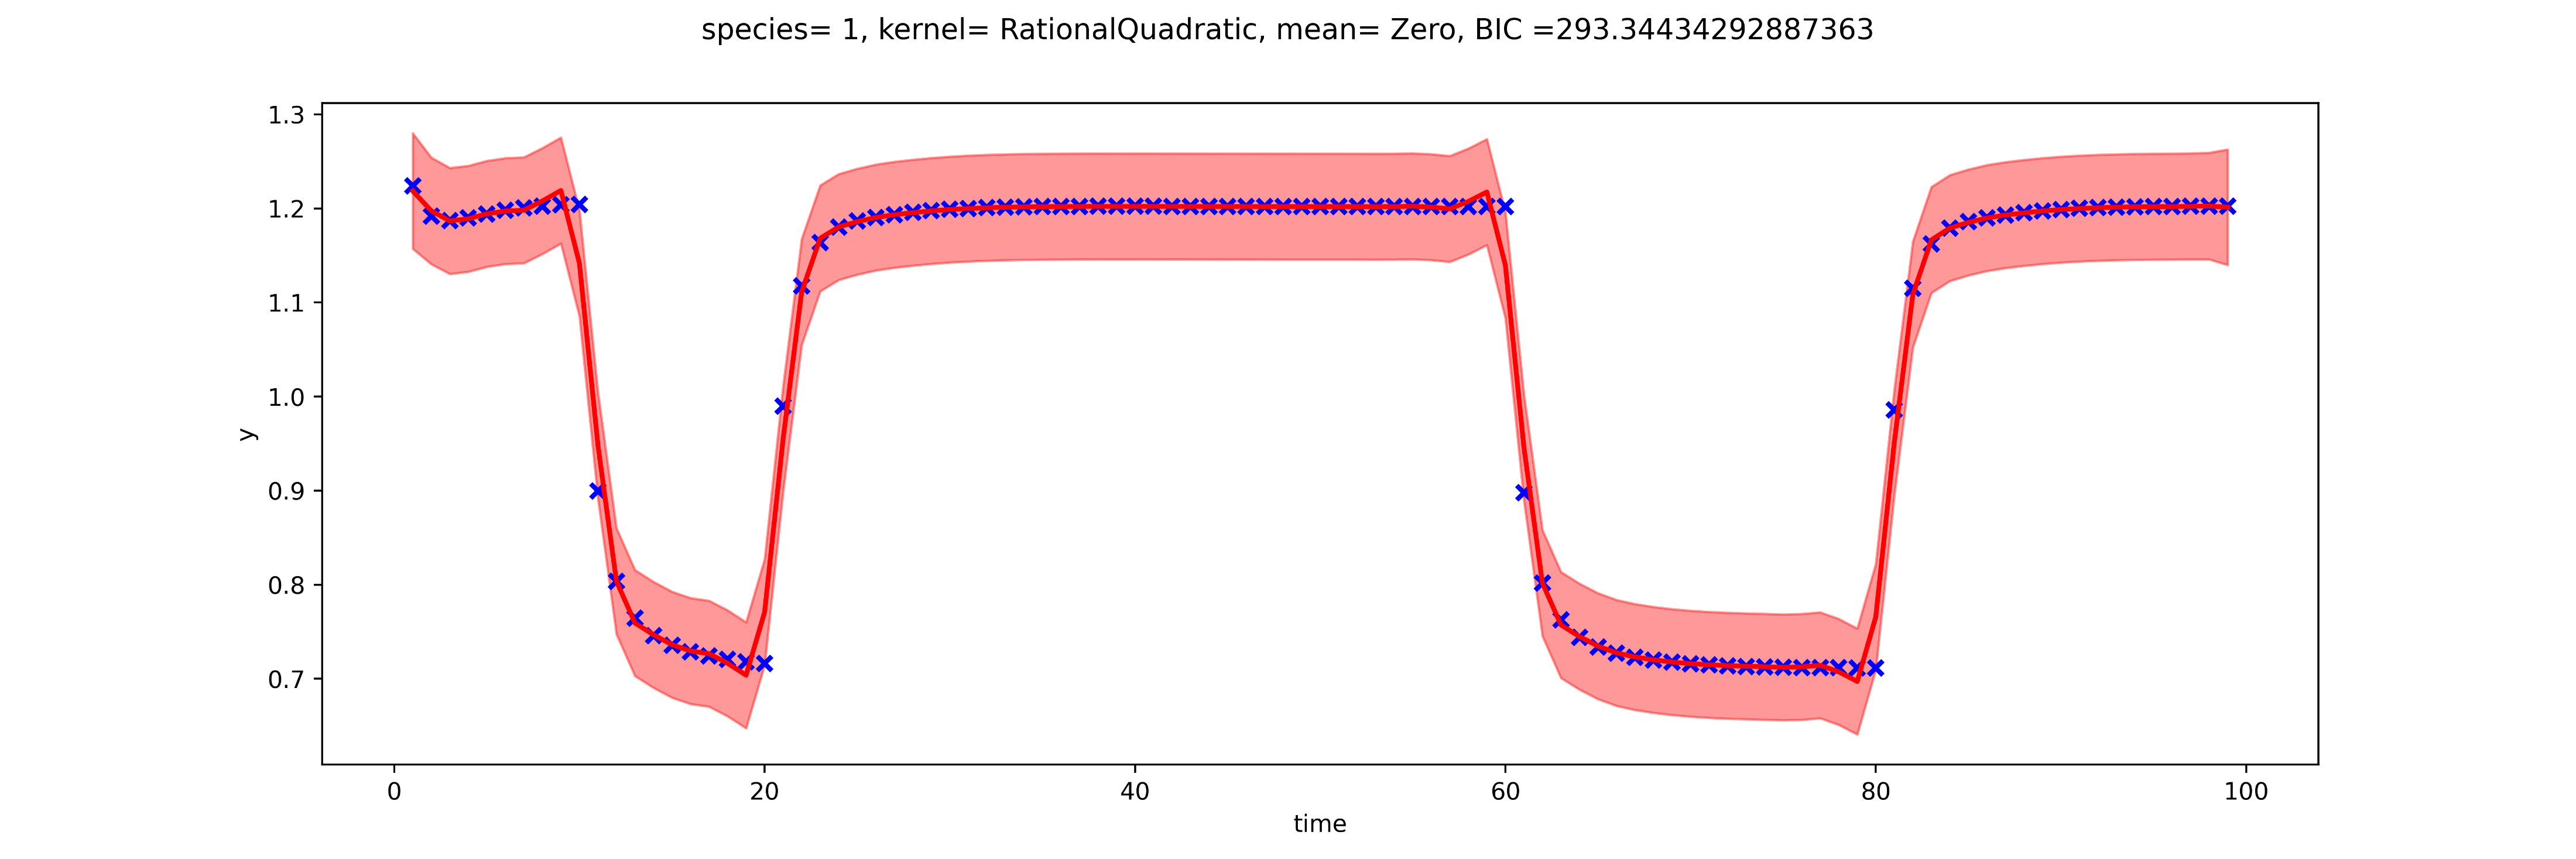 species= 1, kernel= RationalQuadratic, mean= Zero, BIC =293.34434292887363
1.3
1.2
1.1
1.0
0.9
0.8
0.7
y
0 20 40 60 80 100
time